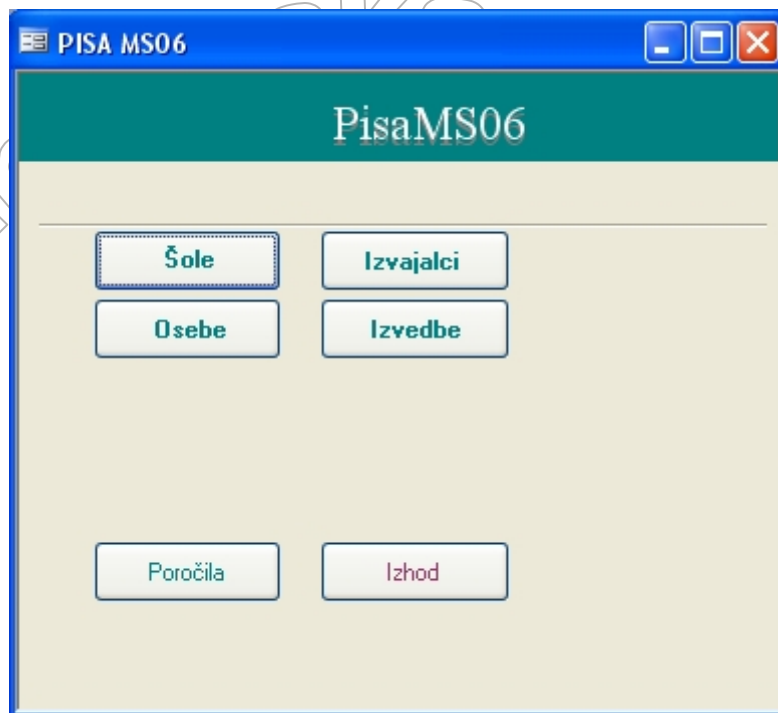 PISA MS06
PisaMS06
Šole Izvajalci
Osebe Izvedbe
Poročila Izhod